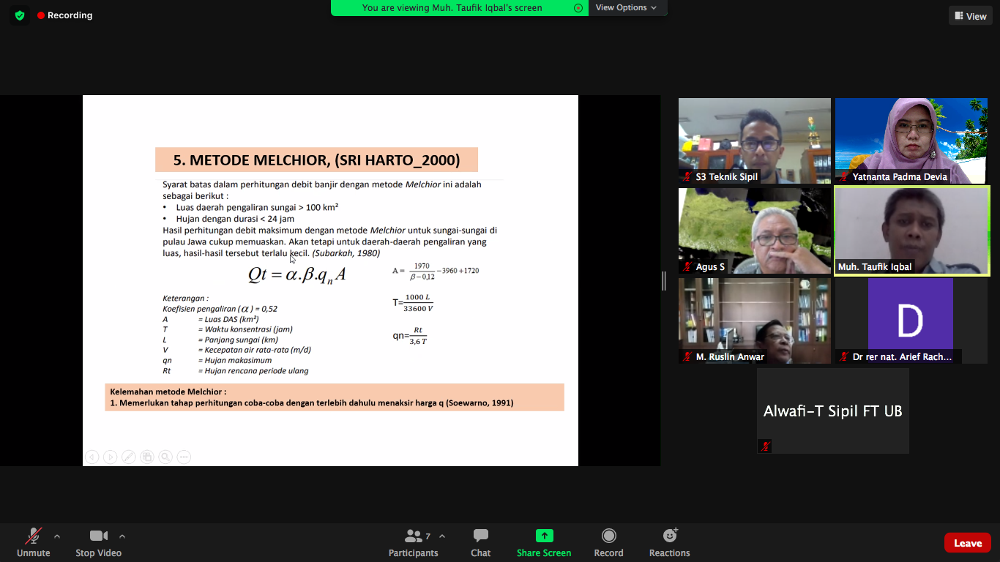 Recording
You are viewing Muh. Taufik Iqbal's screen
View Options
View
5. METODE MELCHIOR, (SRI HARTO_2000)
Syarat batas dalam perhitungan debit banjir dengan metode Melchior ini adalah
sebagai berikut :
• Luas daerah pengaliran sungai > 100 km²
• Hujan dengan durasi < 24 jam
Hasil perhitungan debit maksimum dengan metode Melchior untuk sungai-sungai di
pulau Jawa cukup memuaskan. Akan tetapi untuk daerah-daerah pengaliran yang
luas, hasil-hasil tersebut terlalu kecil. (Subarkah, 1980)
Qt = α.β.qₙ A
A = 1970 / β – 0,12 – 3960 + 1720
T= 1000 L / 33600 V
qn= Rt / 3,6 T
Keterangan :
Koefisien pengaliran (α) = 0,52
A = Luas DAS (km²)
T = Waktu konsentrasi (jam)
L = Panjang sungai (km)
V = Kecepatan air rata-rata (m/d)
qn = Hujan makasimum
Rt = Hujan rencana periode ulang
Kelemahan metode Melchior :
1. Memerlukan tahap perhitungan coba-coba dengan terlebih dahulu menaksir harga q (Soewarno, 1991)
S3 Teknik Sipil
Yatnanta Padma Devia
Agus S
Muh. Taufik Iqbal
M. Ruslin Anwar
D
Dr rer nat. Arief Rach...
Alwafi-T Sipil FT UB
Unmute
Stop Video
7
Participants
Chat
Share Screen
Record
Reactions
Leave